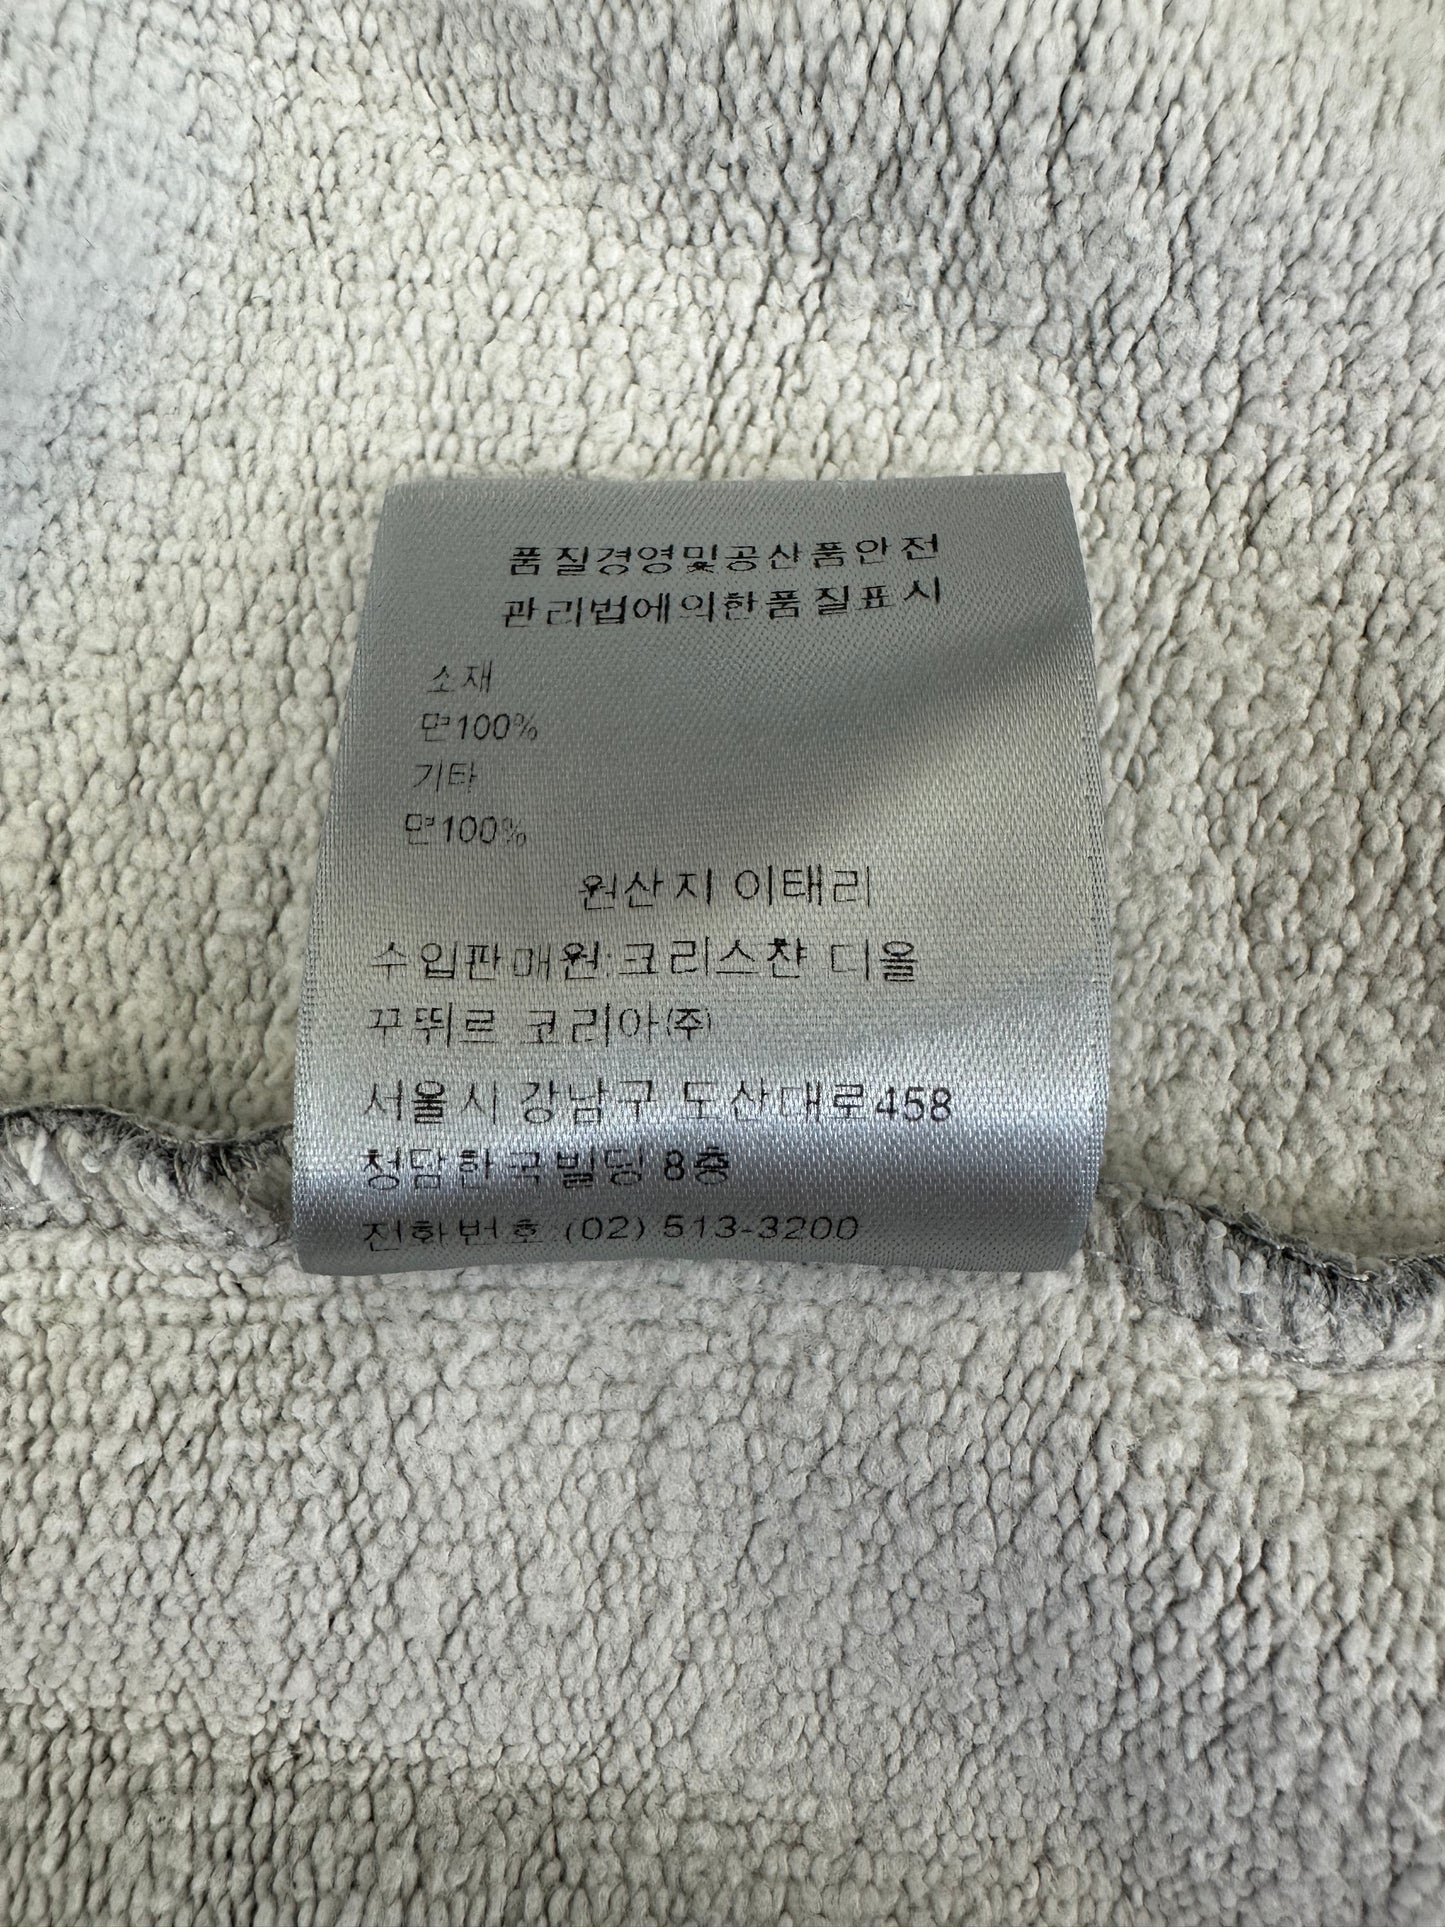 품질경영및공산품안전
관리법에의한품질표시
소재
면100%
기타
면100%
원산지 이태리
수입판매원:크리스챤 디올
꾸뛰르 코리아(주)
서울시 강남구 도산대로458
청담한국빌딩 8층
전화번호 (02) 513-3200